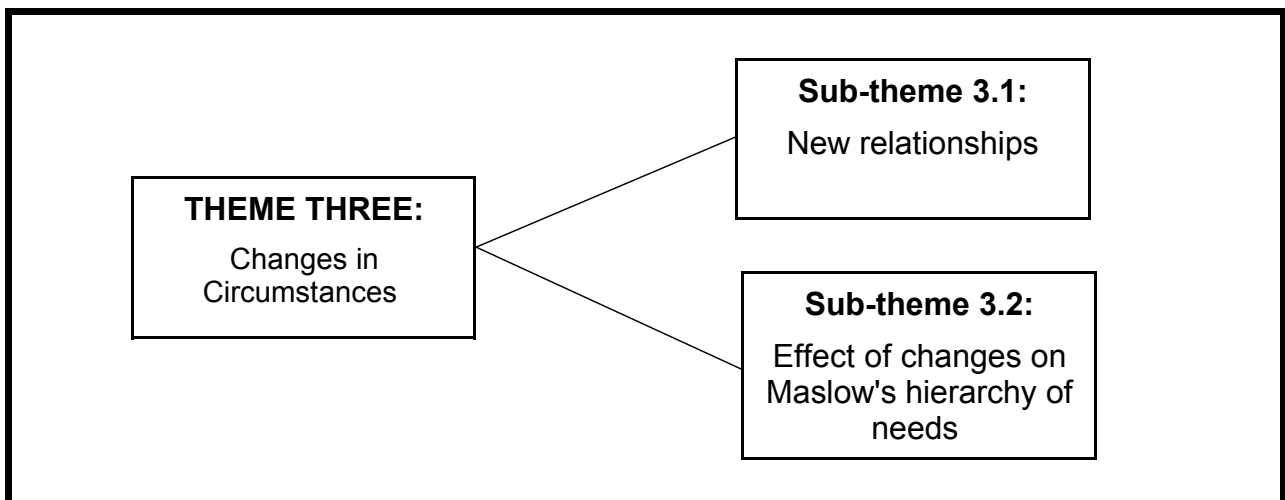 THEME THREE:
Changes in
Circumstances
Sub-theme 3.1:
New relationships
Sub-theme 3.2:
Effect of changes on
Maslow's hierarchy of
needs